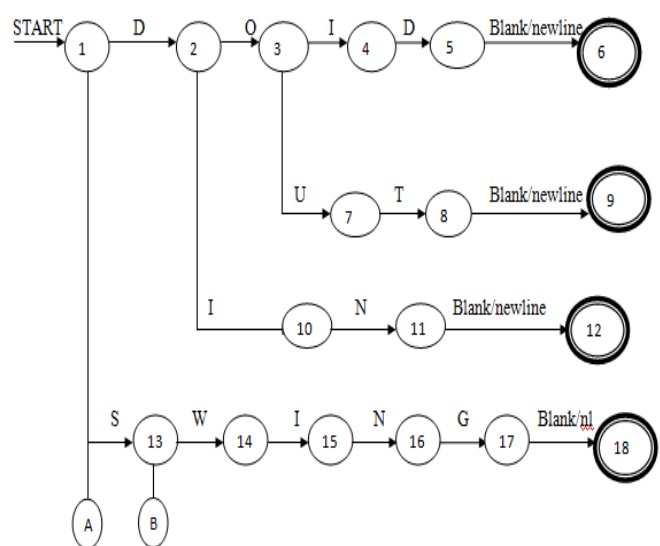 START D O I D Blank/newline
1 2 3 4 5 6
U T Blank/newline
7 8 9
I N Blank/newline
10 11 12
S W I N G Blank/nl
13 14 15 16 17 18
A B